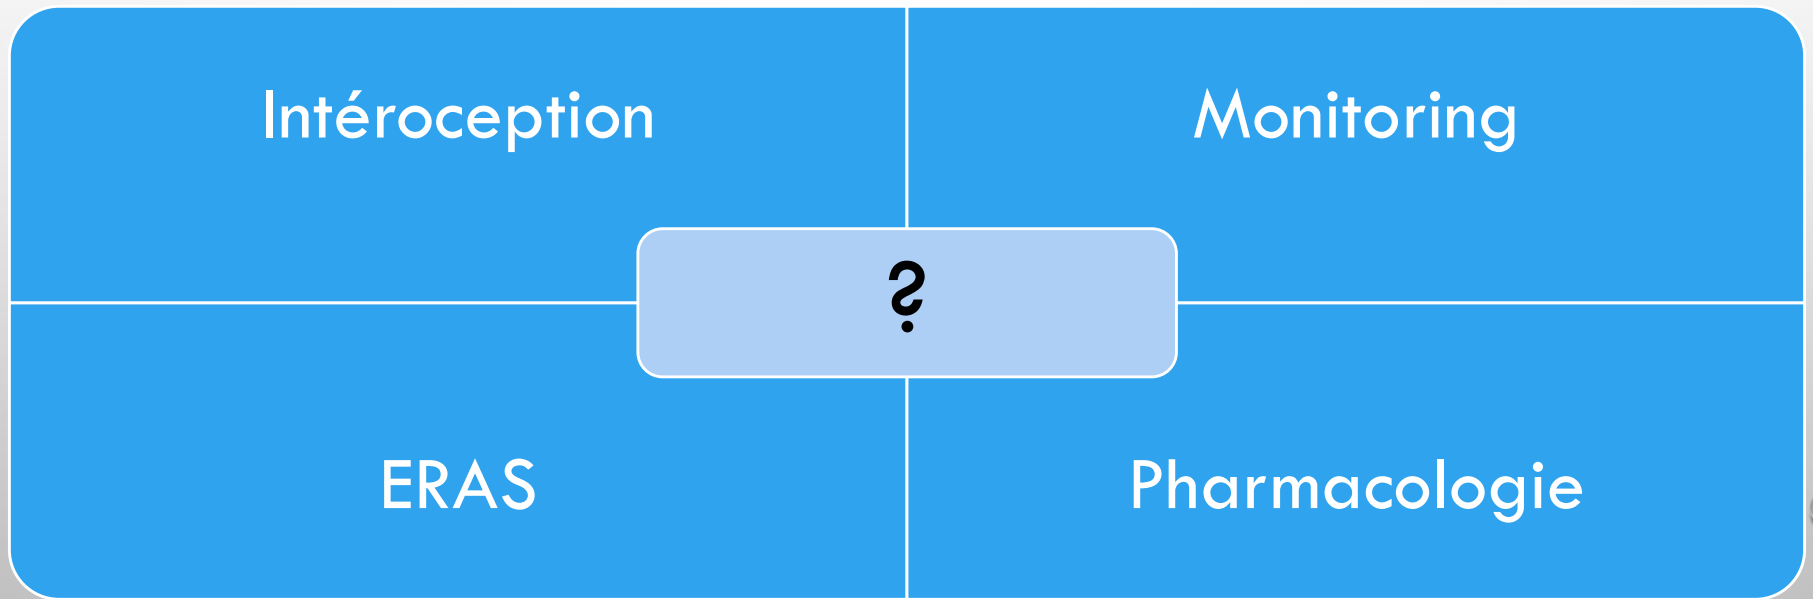 Intéroception
Monitoring
?
ERAS
Pharmacologie